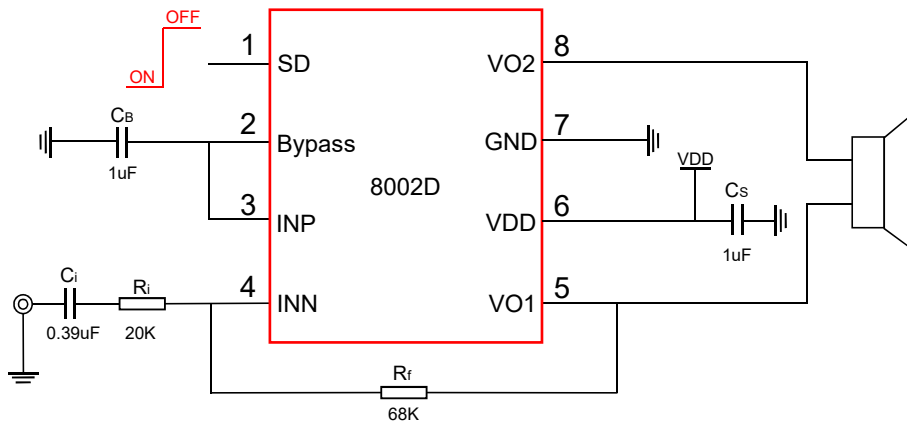 OFF
ON
1 SD
VO2 8
CB
1uF
2 Bypass
GND 7
8002D
VDD
3 INP
VDD 6
CS
1uF
Ci
0.39uF
Ri
20K
4 INN
VO1 5
Rf
68K